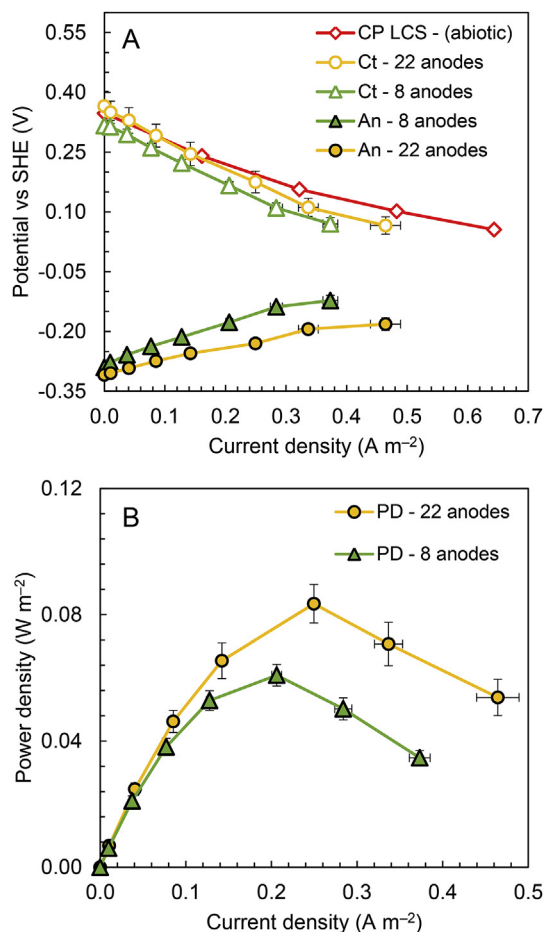 A
CP LCS - (abiotic)
Ct - 22 anodes
Ct - 8 anodes
An - 8 anodes
An - 22 anodes
0.55
0.40
0.25
0.10
-0.05
-0.20
-0.35
Potential vs SHE (V)
0.0 0.1 0.2 0.3 0.4 0.5 0.6 0.7
Current density (A m⁻²)
B
PD - 22 anodes
PD - 8 anodes
0.12
0.08
0.04
0.00
Power density (W m⁻²)
0.0 0.1 0.2 0.3 0.4 0.5
Current density (A m⁻²)